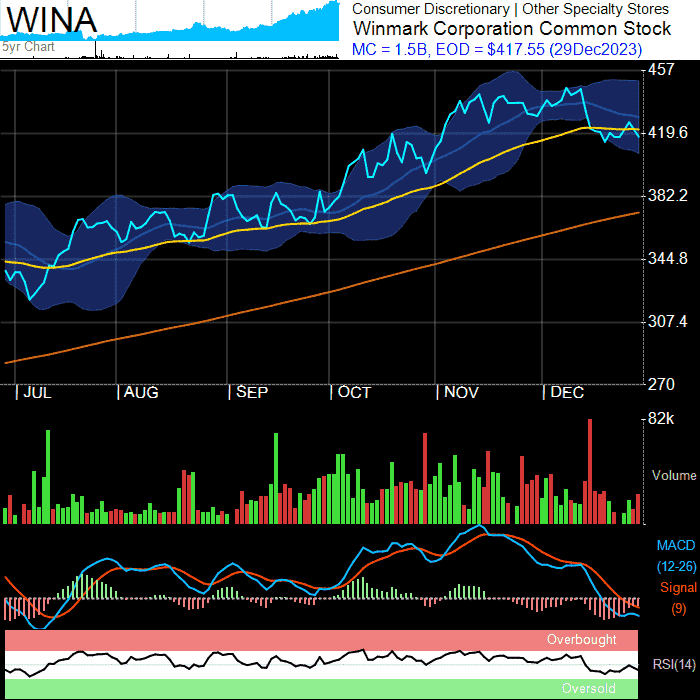 WINA
5yr Chart
Consumer Discretionary | Other Specialty Stores
Winmark Corporation Common Stock
MC = 1.5B, EOD = $417.55 (29Dec2023)
457
419.6
382.2
344.8
307.4
270
| JUL | AUG | SEP | OCT | NOV | DEC
82k
Volume
MACD
(12-26)
Signal
(9)
Overbought
RSI(14)
Oversold